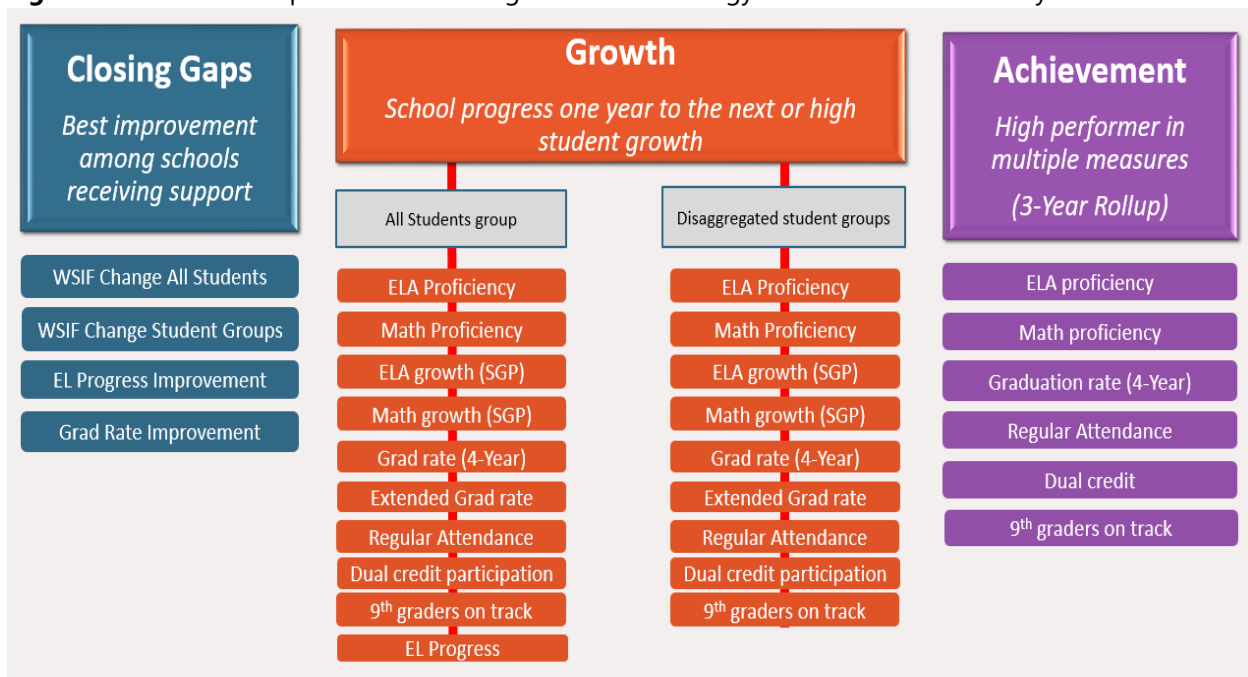 Closing Gaps
Best improvement
among schools
receiving support
WSIF Change All Students
WSIF Change Student Groups
EL Progress Improvement
Grad Rate Improvement
Growth
School progress one year to the next or high
student growth
All Students group
ELA Proficiency
Math Proficiency
ELA growth (SGP)
Math growth (SGP)
Grad rate (4-Year)
Extended Grad rate
Regular Attendance
Dual credit participation
9th graders on track
EL Progress
Disaggregated student groups
ELA Proficiency
Math Proficiency
ELA growth (SGP)
Math growth (SGP)
Grad rate (4-Year)
Extended Grad rate
Regular Attendance
Dual credit participation
9th graders on track
Achievement
High performer in
multiple measures
(3-Year Rollup)
ELA proficiency
Math proficiency
Graduation rate (4-Year)
Regular Attendance
Dual credit
9th graders on track